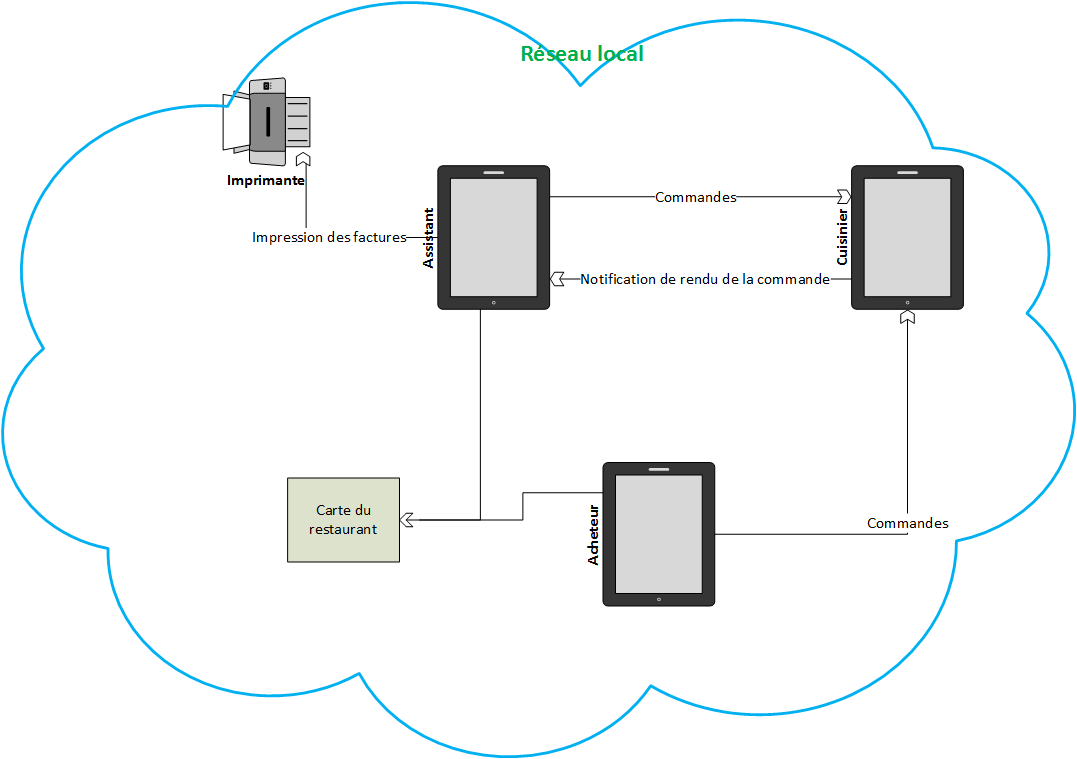 Réseau local
Imprimante
Commandes
Assistant
Cuisinier
Impression des factures
Notification de rendu de la commande
Carte du
restaurant
Acheteur
Commandes